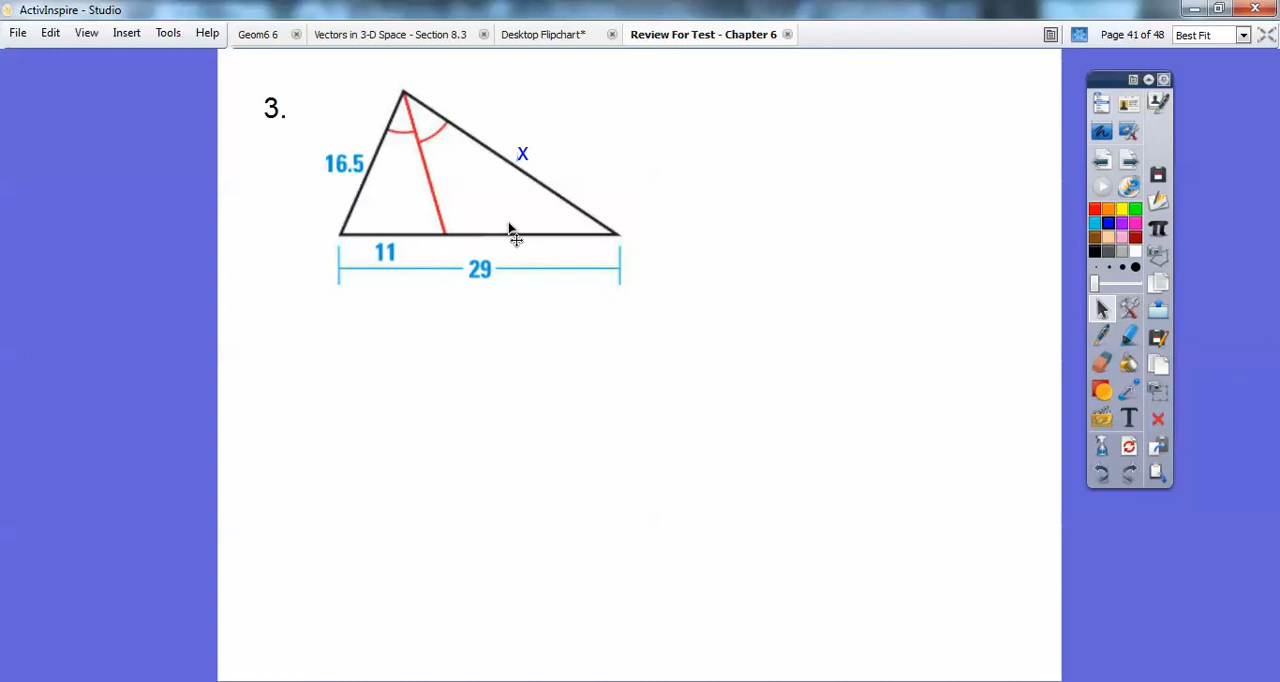 ActivInspire - Studio
File Edit View Insert Tools Help
Geom6 6 Vectors in 3-D Space - Section 8.3 Desktop Flipchart* Review For Test - Chapter 6 Page 41 of 48 Best Fit
3.
16.5
x
11
29